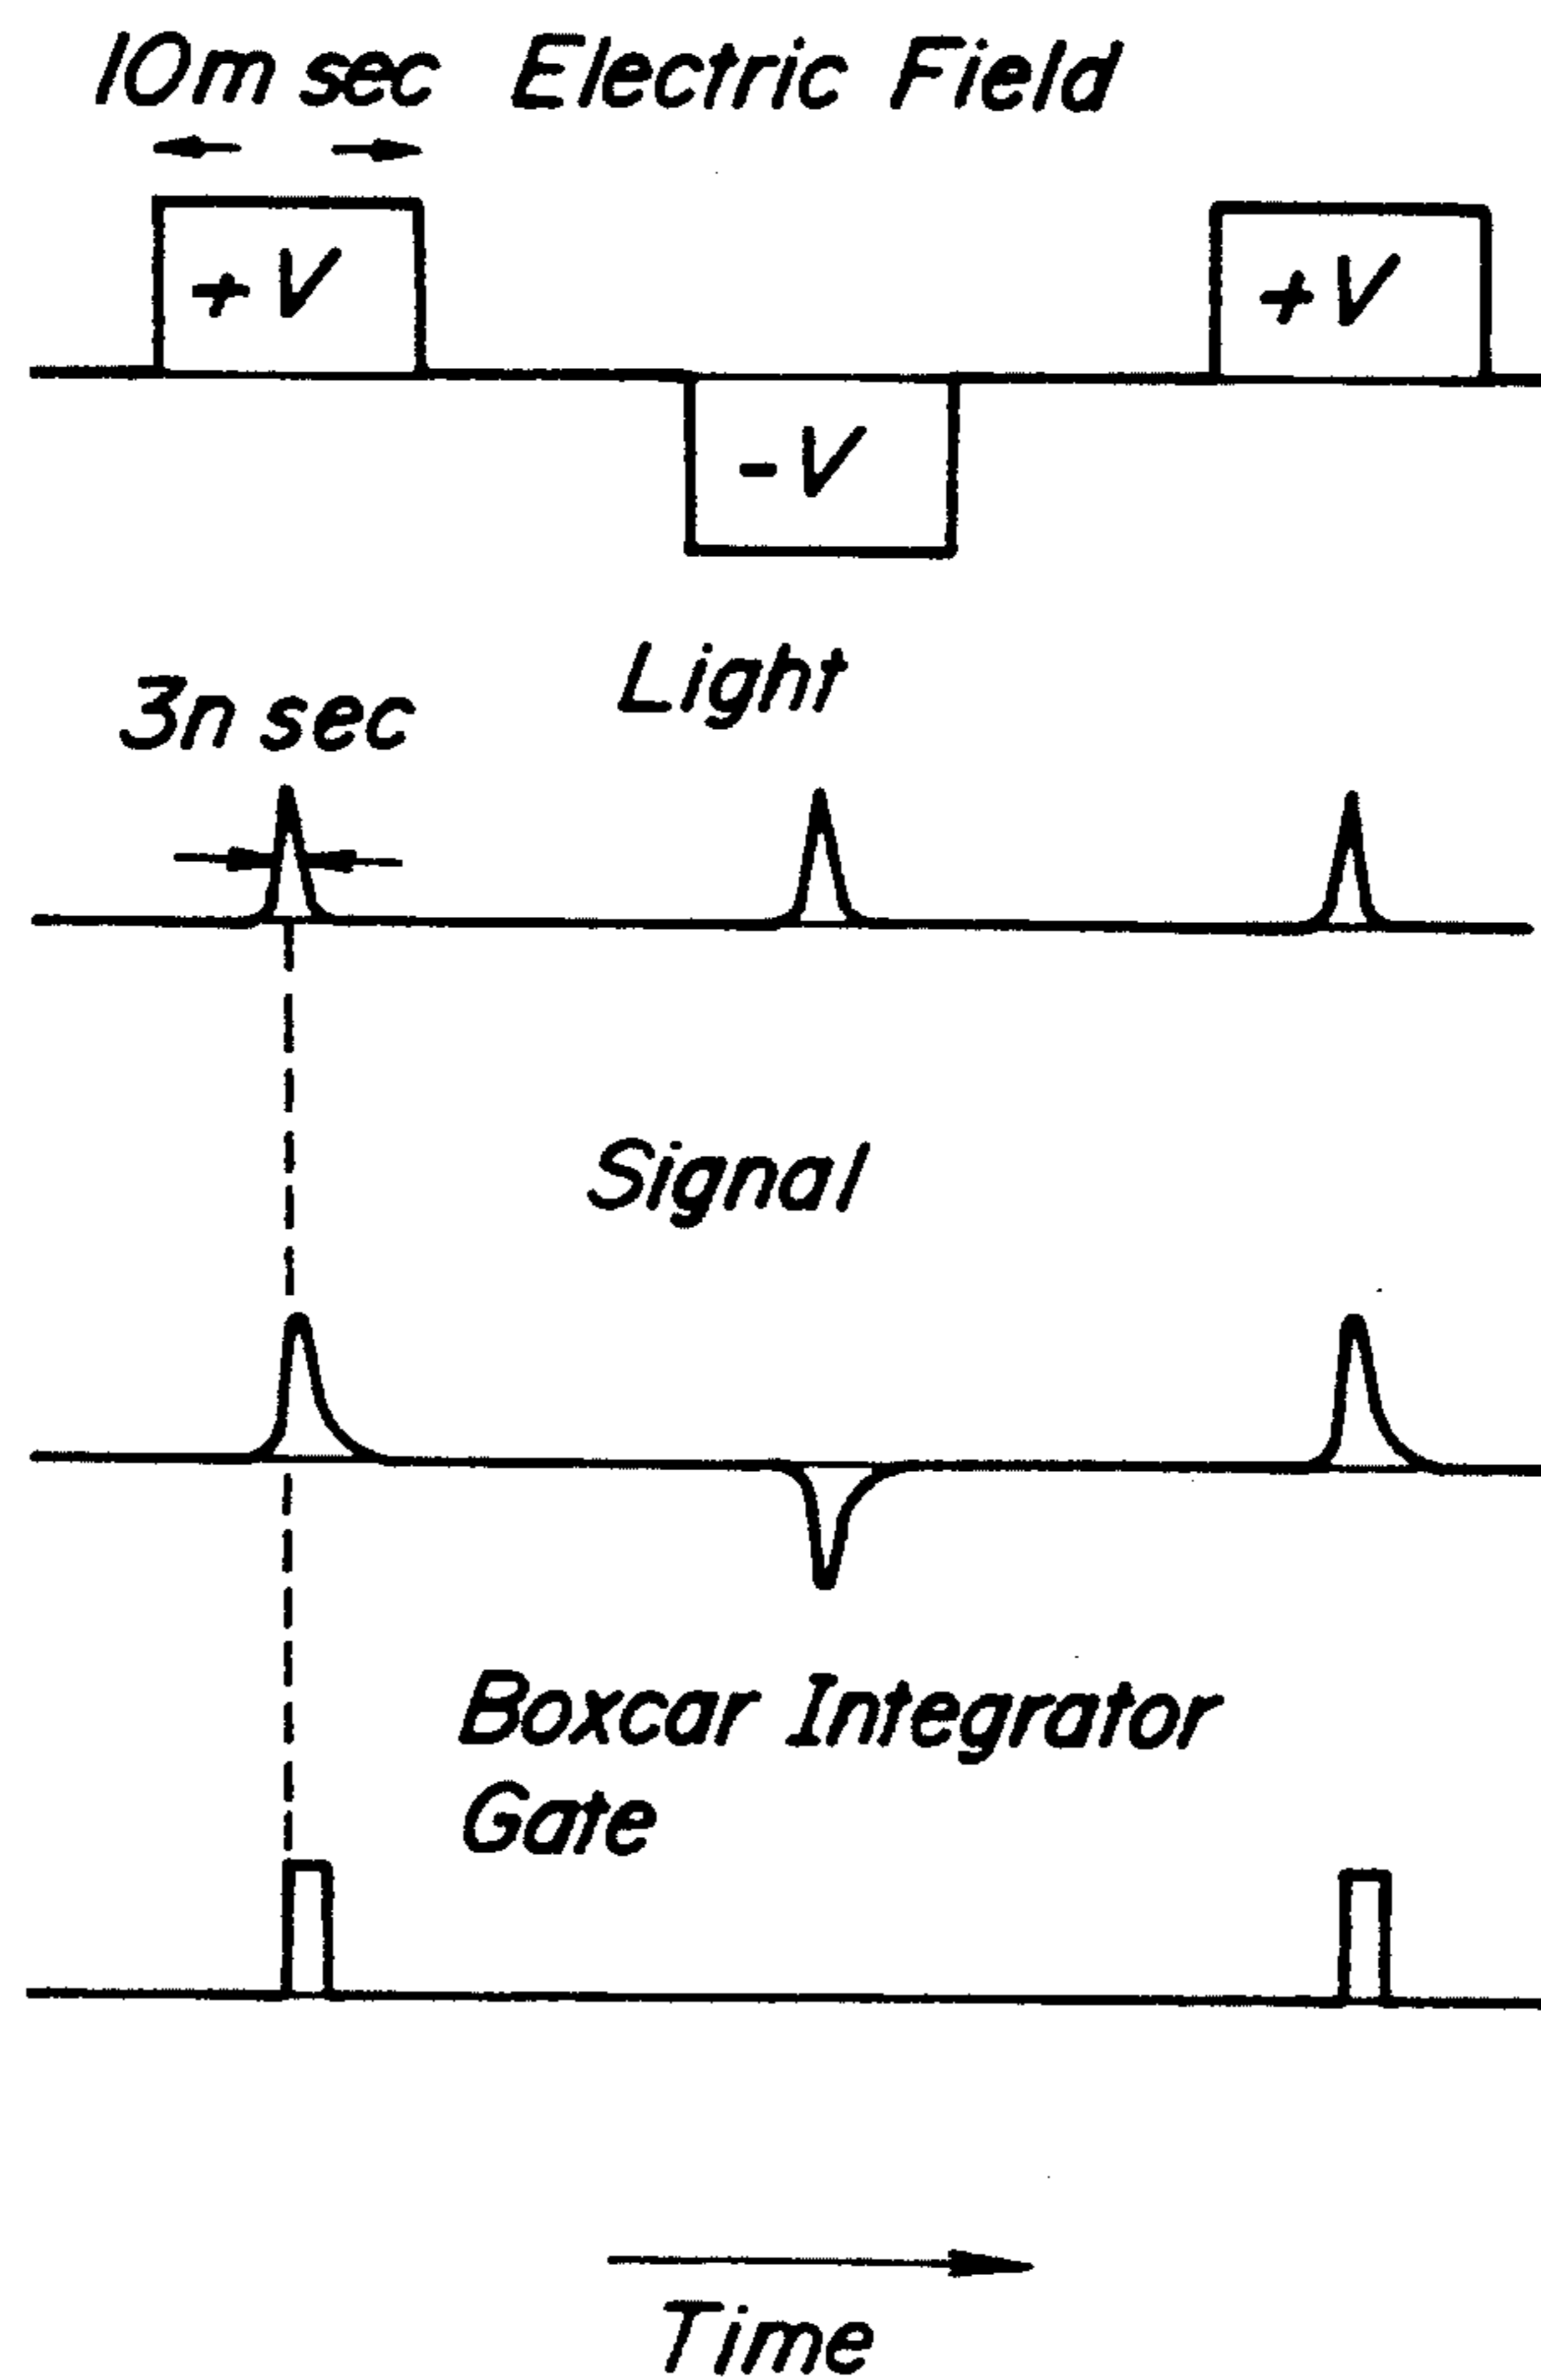 10m sec Electric Field
+V
+V
-V
Light
3n sec
Signal
Boxcar Integrator
Gate
Time